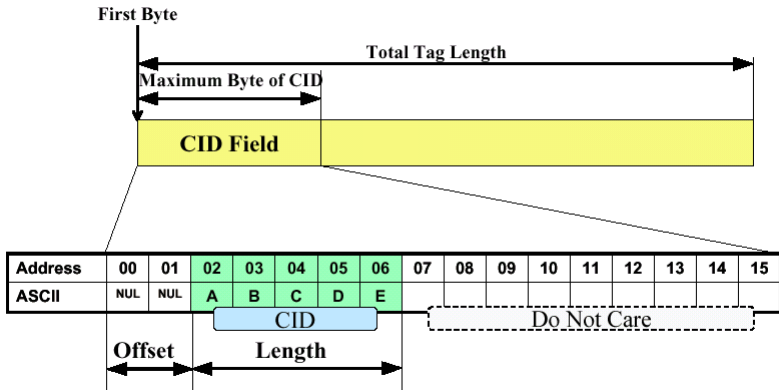 First Byte
Total Tag Length
Maximum Byte of CID
CID Field
Address 00 01 02 03 04 05 06 07 08 09 10 11 12 13 14 15
ASCII NUL NUL A B C D E
CID Do Not Care
Offset Length